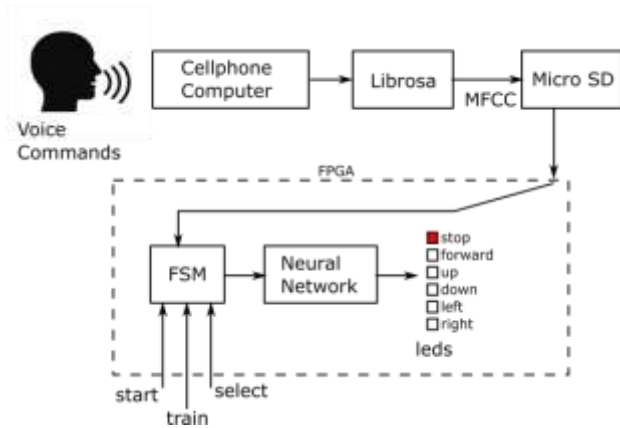 Voice
Commands
Cellphone
Computer
Librosa
MFCC
Micro SD
FPGA
FSM
Neural
Network
stop
forward
up
down
left
right
leds
start
train
select